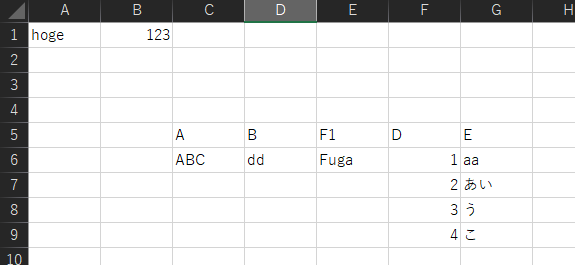 A B C D E F G H
1 hoge 123
2
3
4
5 A B F1 D E
6 ABC dd Fuga 1 aa
7 2 あい
8 3 う
9 4 こ
10